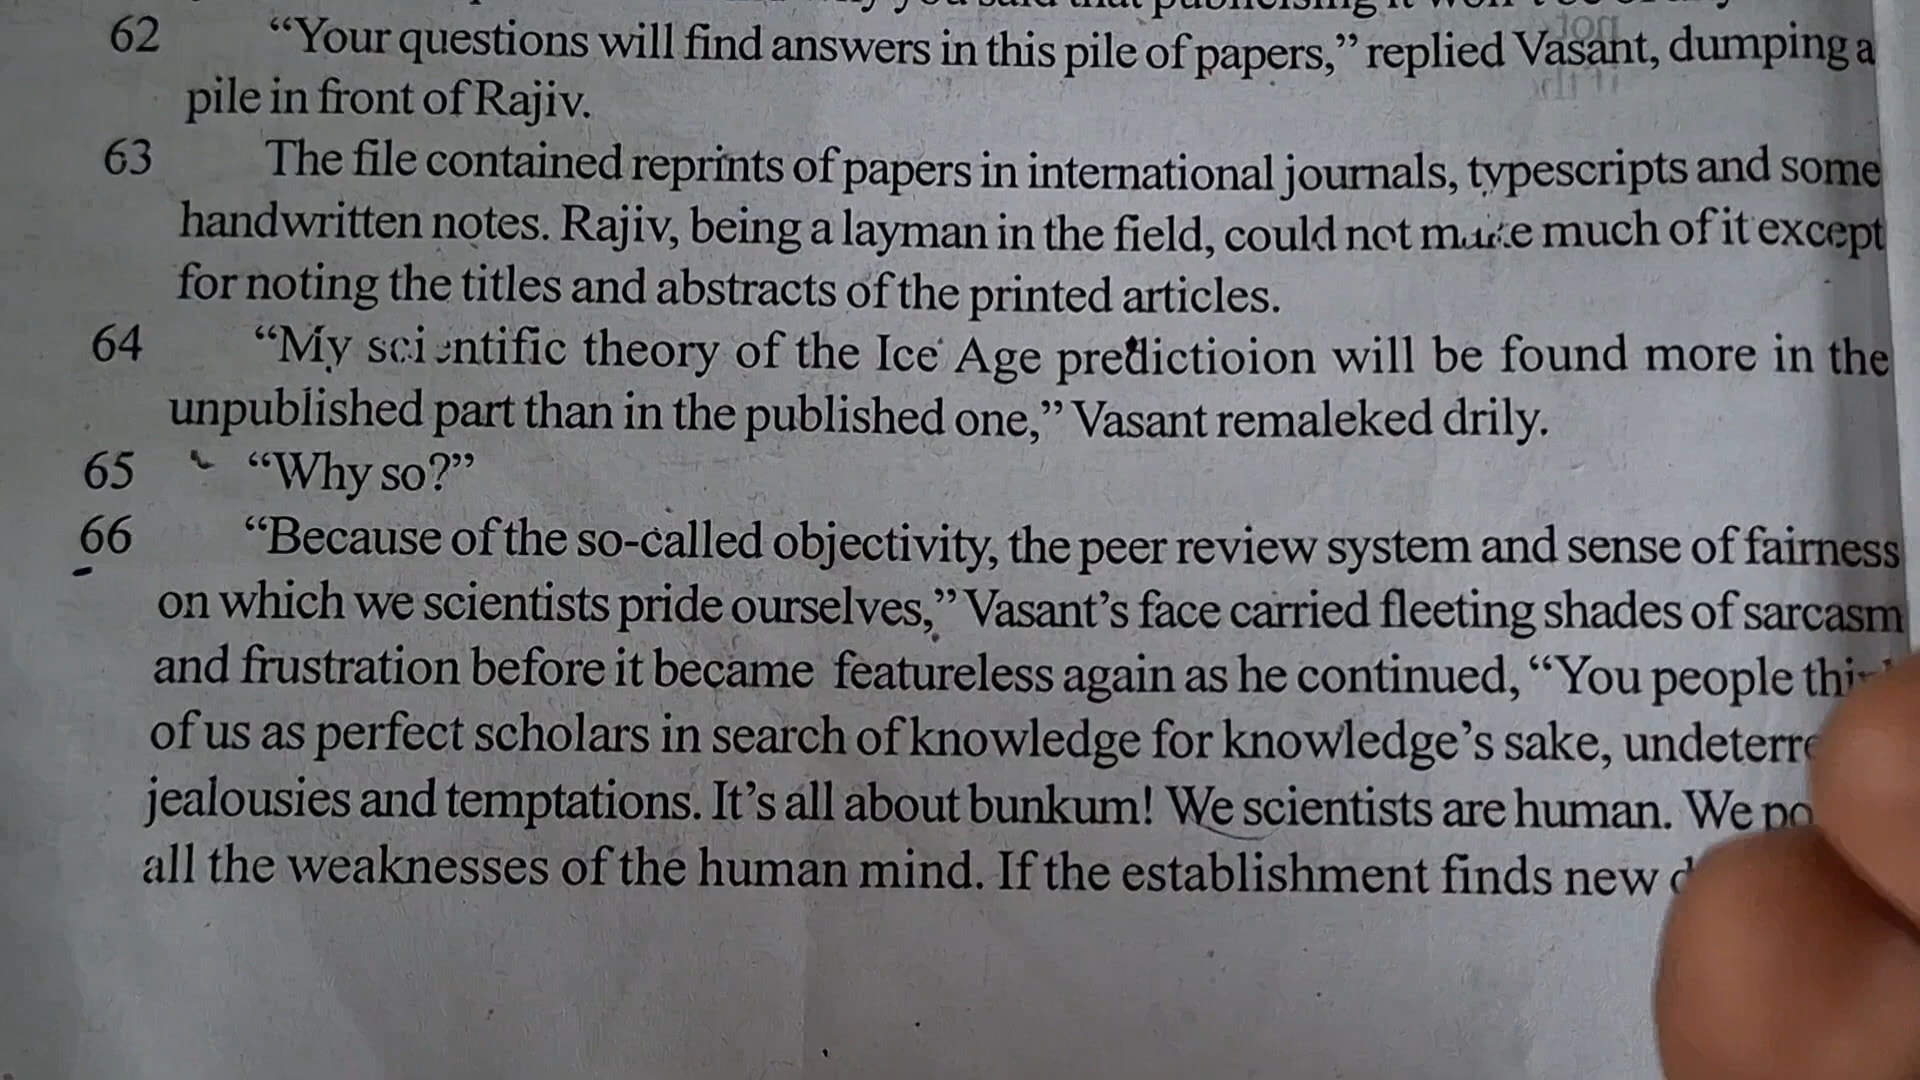 62 “Your questions will find answers in this pile of papers,” replied Vasant, dumping a
pile in front of Rajiv.
63 The file contained reprints of papers in international journals, typescripts and some
handwritten notes. Rajiv, being a layman in the field, could not make much of it except
for noting the titles and abstracts of the printed articles.
64 “My scientific theory of the Ice Age predictioion will be found more in the
unpublished part than in the published one,” Vasant remaleked drily.
65 “Why so?”
66 “Because of the so-called objectivity, the peer review system and sense of fairness
on which we scientists pride ourselves,” Vasant’s face carried fleeting shades of sarcasm
and frustration before it became featureless again as he continued, “You people
of us as perfect scholars in search of knowledge for knowledge’s sake,
jealousies and temptations. It’s all about bunkum! We scientists are human. We
all the weaknesses of the human mind. If the establishment finds new